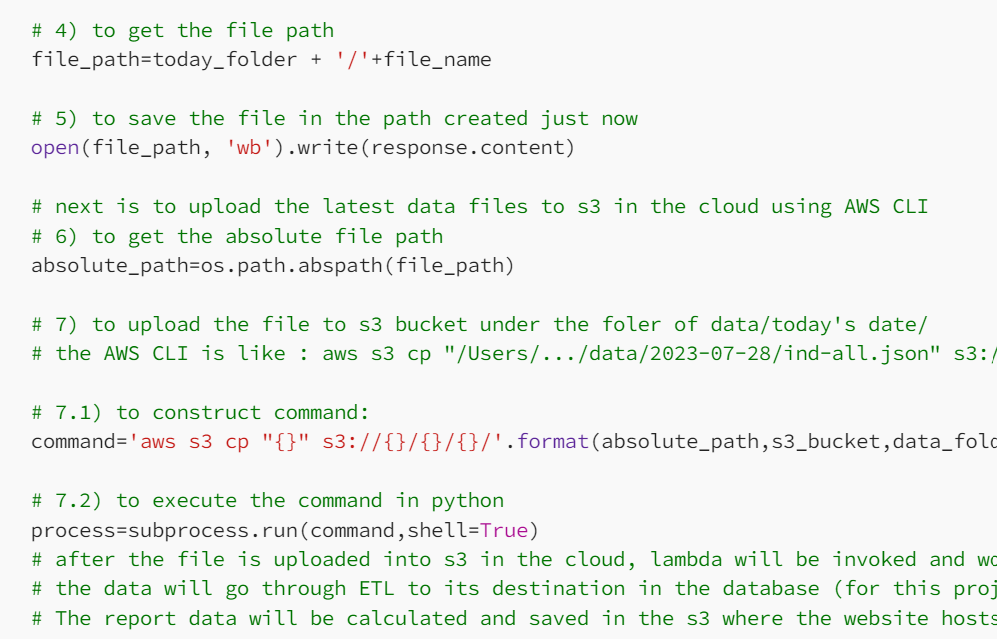 # 4) to get the file path
file_path=today_folder + '/'+file_name
# 5) to save the file in the path created just now
open(file_path, 'wb').write(response.content)
# next is to upload the latest data files to s3 in the cloud using AWS CLI
# 6) to get the absolute file path
absolute_path=os.path.abspath(file_path)
# 7) to upload the file to s3 bucket under the foler of data/today's date/
# the AWS CLI is like : aws s3 cp "/Users/.../data/2023-07-28/ind-all.json" s3:/
# 7.1) to construct command:
command='aws s3 cp "{}" s3://{}/{}/{}/'.format(absolute_path,s3_bucket,data_fold
# 7.2) to execute the command in python
process=subprocess.run(command,shell=True)
# after the file is uploaded into s3 in the cloud, lambda will be invoked and
# the data will go through ETL to its destination in the database (for this
# The report data will be calculated and saved in the s3 where the website hosts